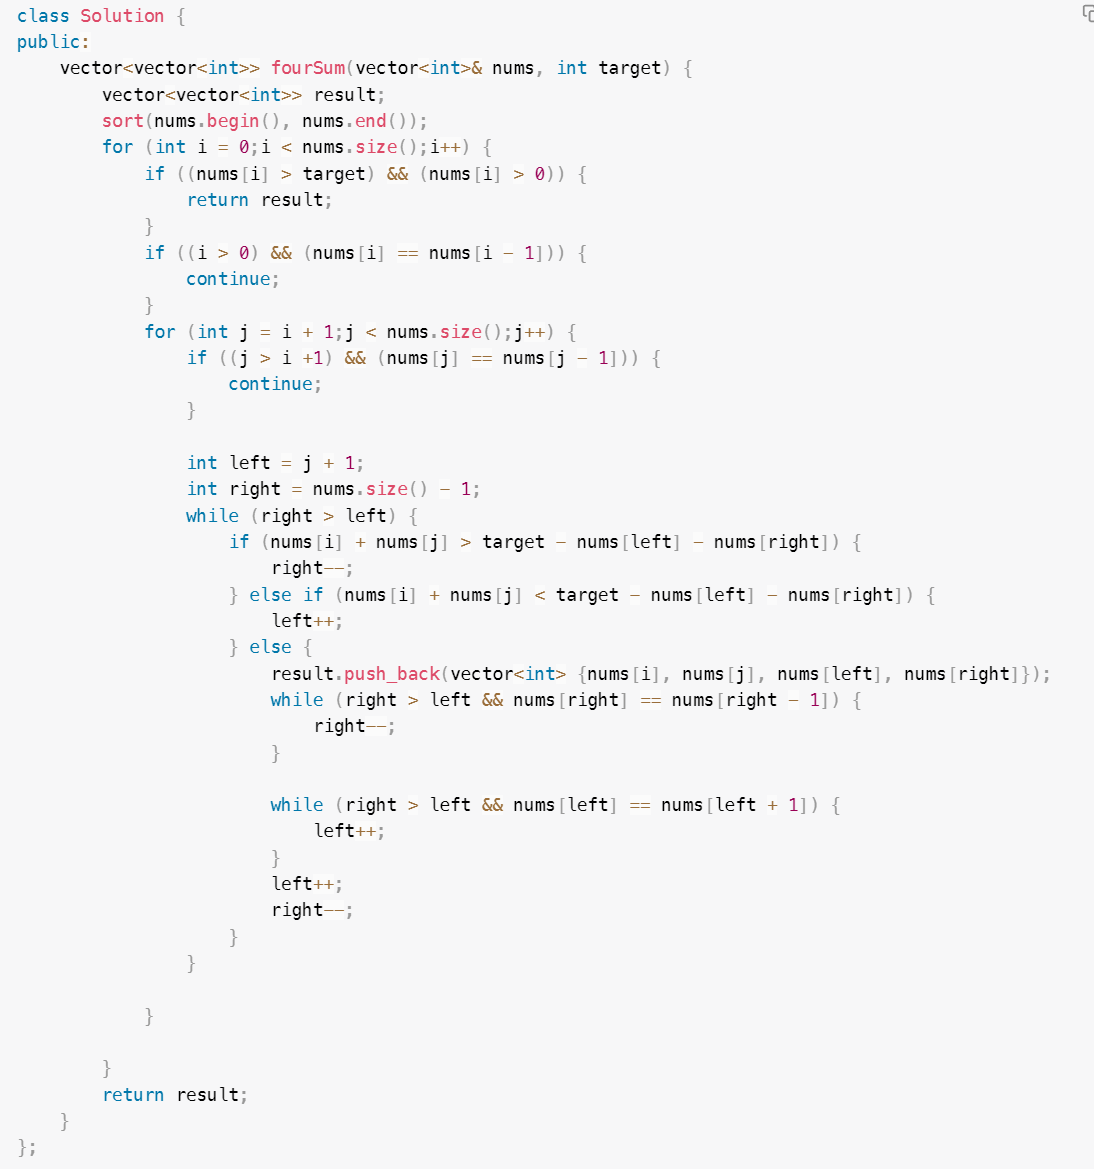 class Solution {
public:
    vector<vector<int>> fourSum(vector<int>& nums, int target) {
        vector<vector<int>> result;
        sort(nums.begin(), nums.end());
        for (int i = 0;i < nums.size();i++) {
            if ((nums[i] > target) && (nums[i] > 0)) {
                return result;
            }
            if ((i > 0) && (nums[i] == nums[i - 1])) {
                continue;
            }
            for (int j = i + 1;j < nums.size();j++) {
                if ((j > i +1) && (nums[j] == nums[j - 1])) {
                    continue;
                }

                int left = j + 1;
                int right = nums.size() - 1;
                while (right > left) {
                    if (nums[i] + nums[j] > target - nums[left] - nums[right]) {
                        right--;
                    } else if (nums[i] + nums[j] < target - nums[left] - nums[right]) {
                        left++;
                    } else {
                        result.push_back(vector<int> {nums[i], nums[j], nums[left], nums[right]});
                        while (right > left && nums[right] == nums[right - 1]) {
                            right--;
                        }

                        while (right > left && nums[left] == nums[left + 1]) {
                            left++;
                        }
                        left++;
                        right--;
                    }
                }

            }

        }
        return result;
    }
};